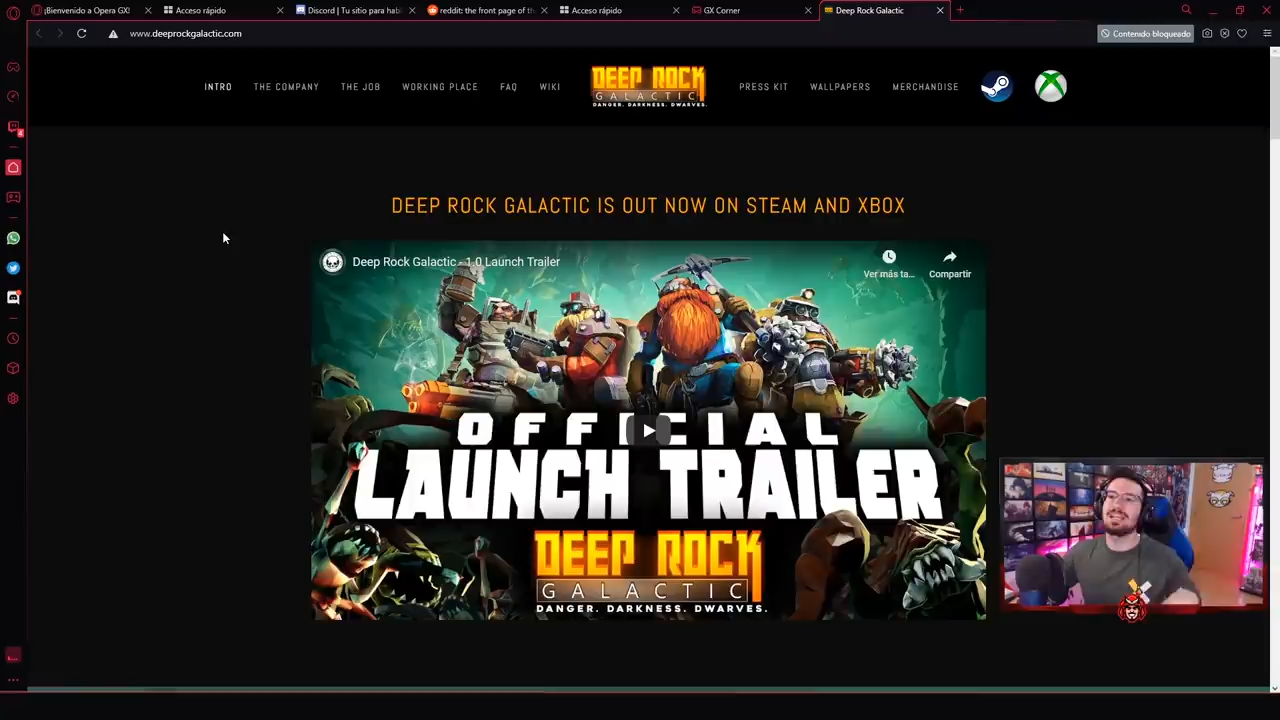 ¡Bienvenido a Opera GX!
Acceso rápido
Discord | Tu sitio para hab
reddit: the front page of th
Acceso rápido
GX Corner
Deep Rock Galactic
www.deeprockgalactic.com
Contenido bloqueado
INTRO
THE COMPANY
THE JOB
WORKING PLACE
FAQ
WIKI
DEEP ROCK
GALACTIC
DANGER. DARKNESS. DWARVES.
PRESS KIT
WALLPAPERS
MERCHANDISE
4
DEEP ROCK GALACTIC IS OUT NOW ON STEAM AND XBOX
Deep Rock Galactic - 1.0 Launch Trailer
Ver más ta...
Compartir
OFFICIAL
LAUNCH TRAILER
DEEP ROCK
GALACTIC
DANGER. DARKNESS. DWARVES.